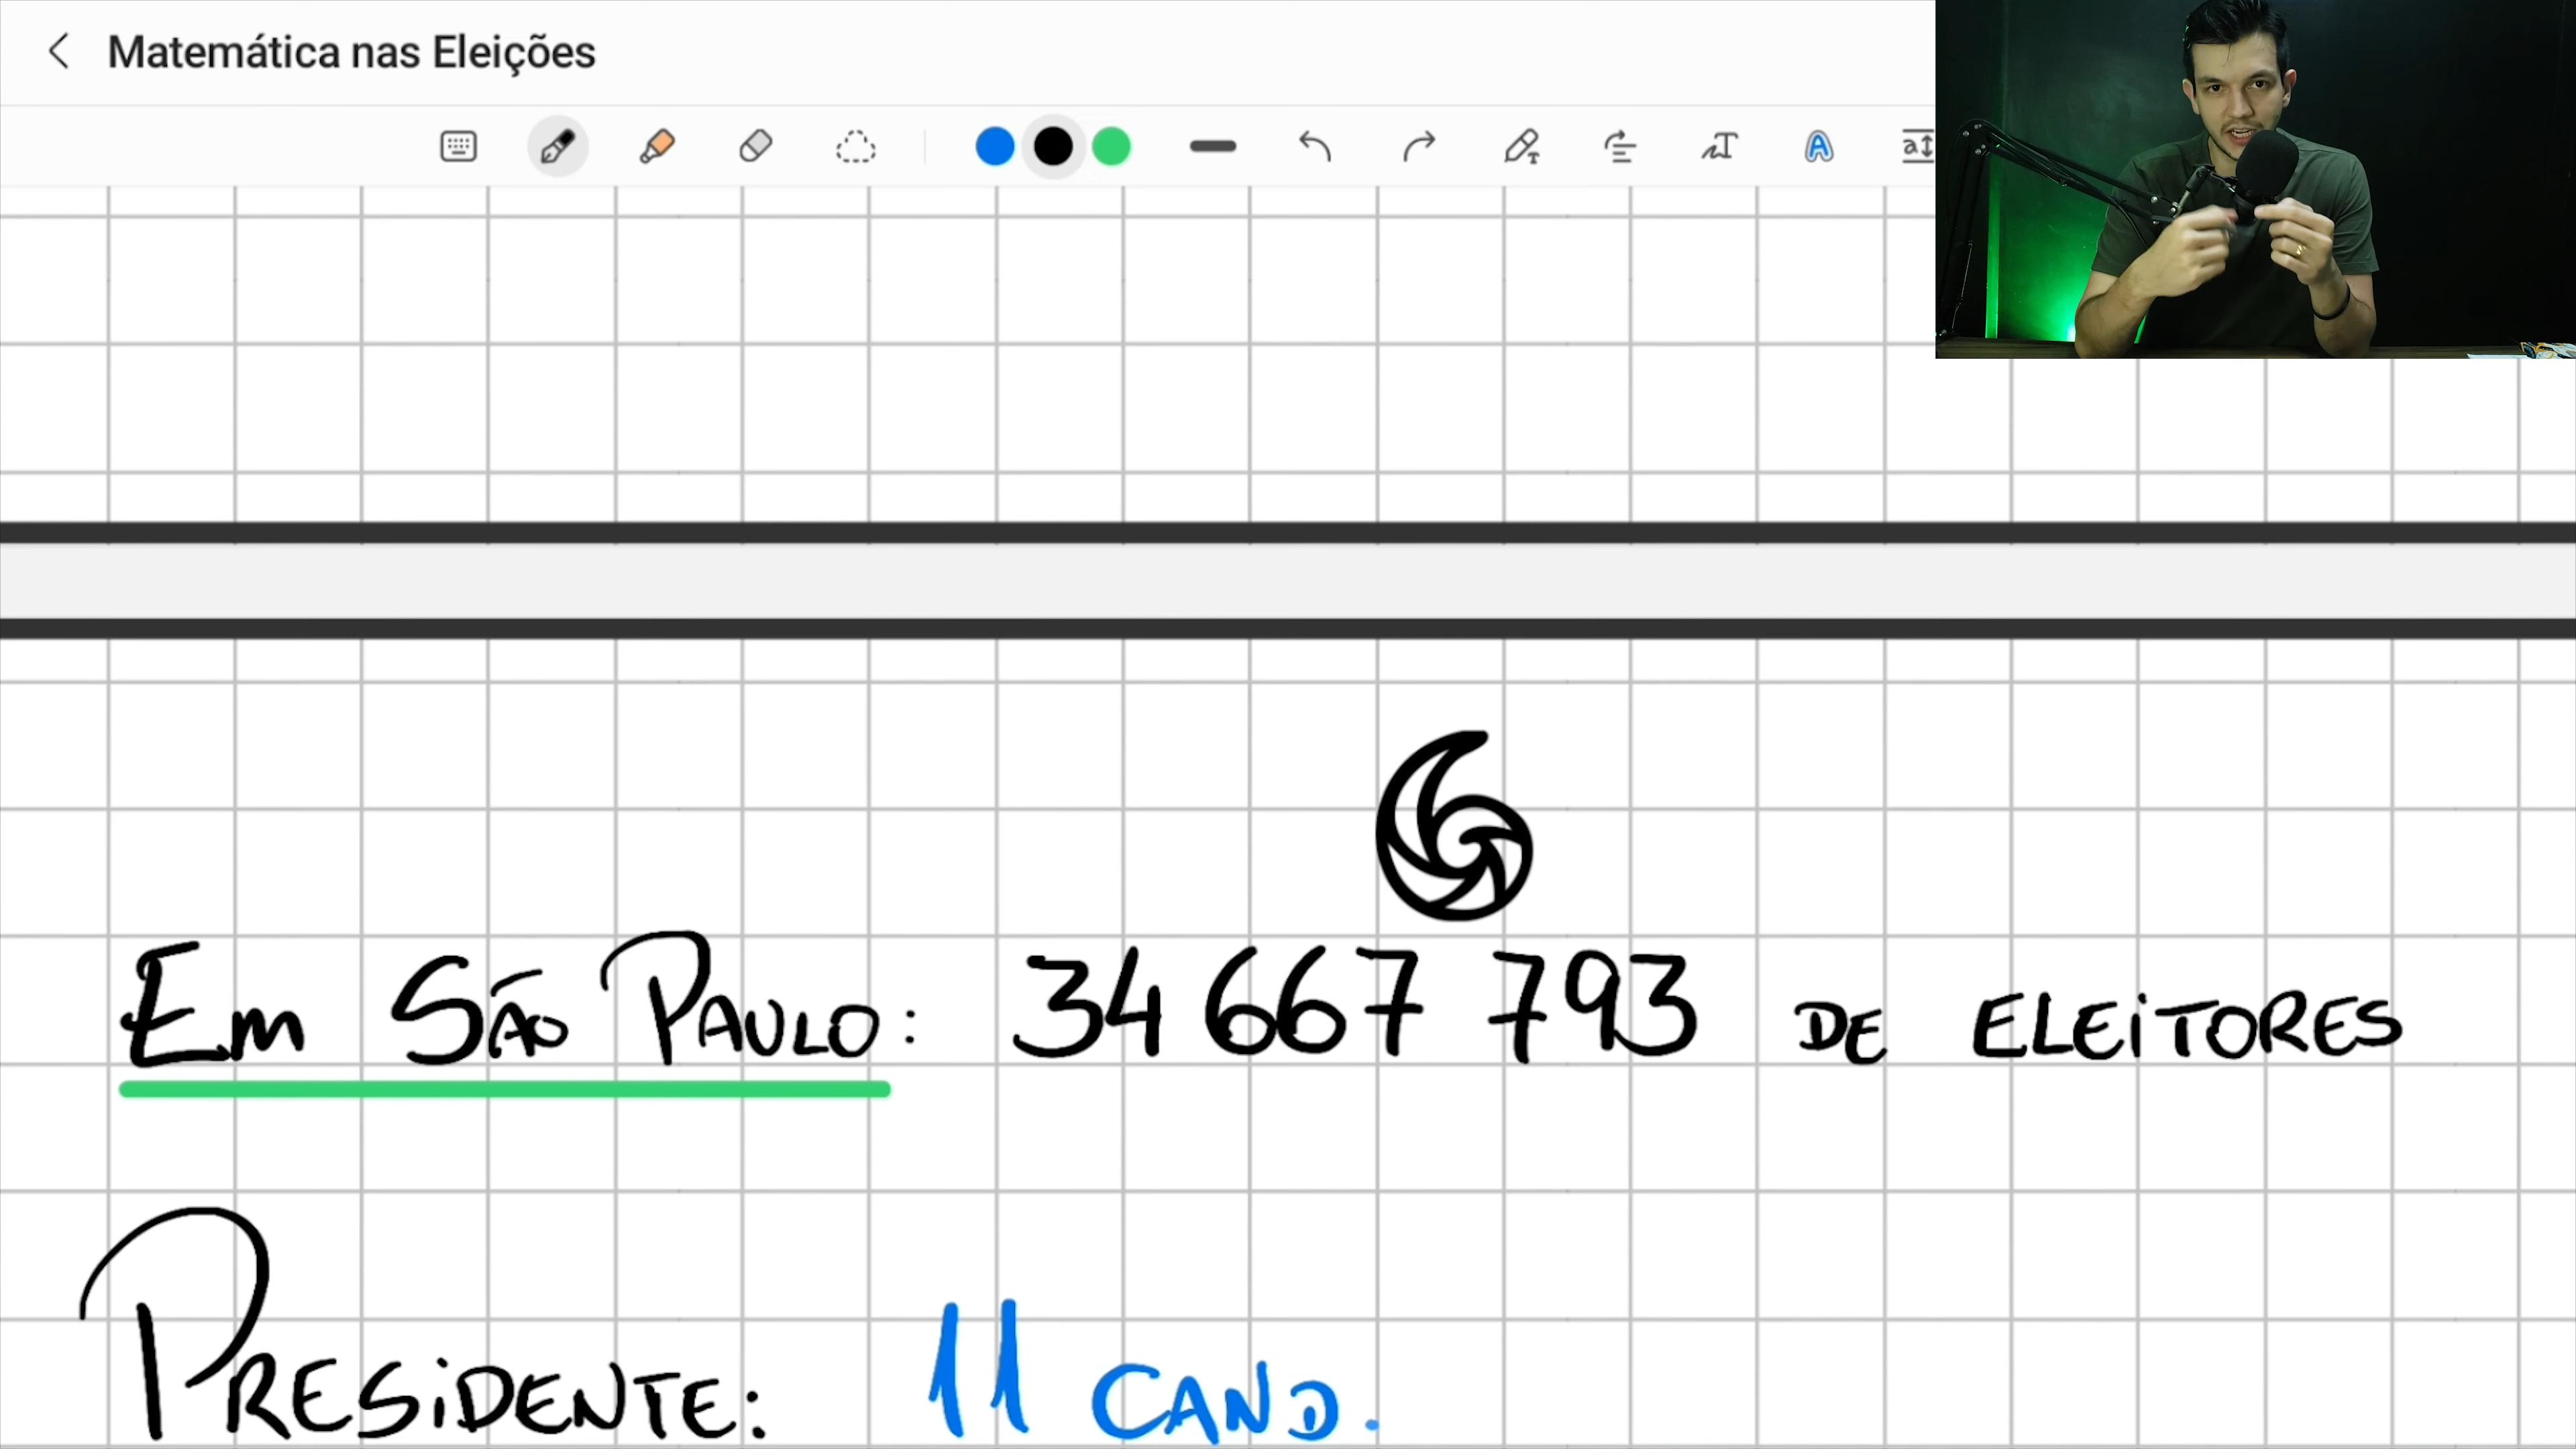 Matemática nas Eleições
EM SÃO PAULO: 34 667 793 DE ELEiTORES
PRESiDENTE: 11 CAND.